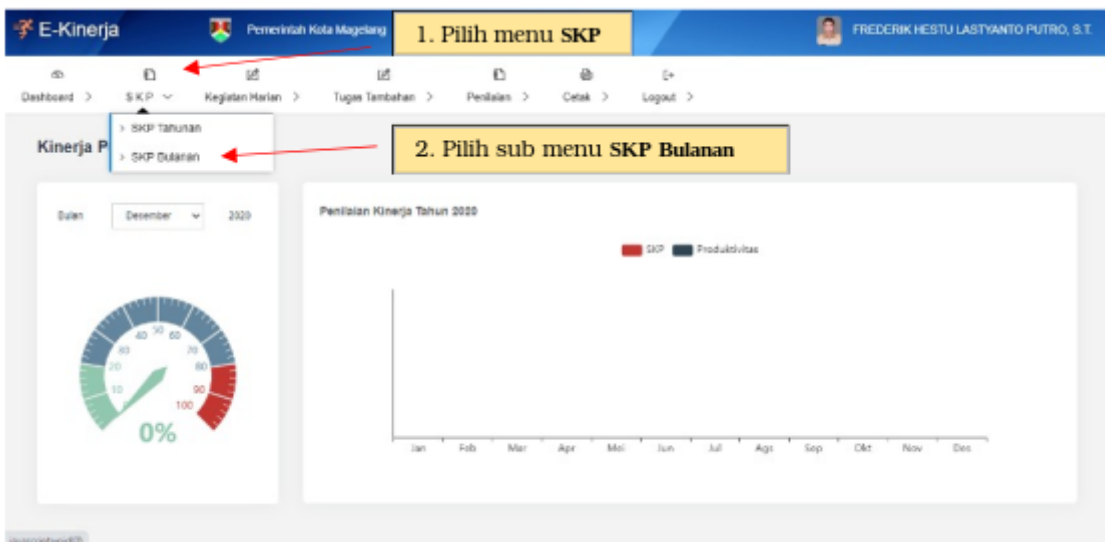 E-Kinerja
Pemerintah Kota Magelang
1. Pilih menu SKP
FREDERIK HESTU LASTYANTO PUTRO, S.T.
Dashboard > SKP Kegiatan Harian > Tugas Tambahan > Penilaian > Cetak > Logout >
> SKP Tahunan
Kinerja P
> SKP Bulanan
2. Pilih sub menu SKP Bulanan
Bulan Desember 2020
Penilaian Kinerja Tahun 2020
SKP Produktivitas
0 10 20 30 40 50 60 70 80 90 100
0%
Jan Feb Mar Apr Mei Jun Jul Ags Sep Okt Nov Des